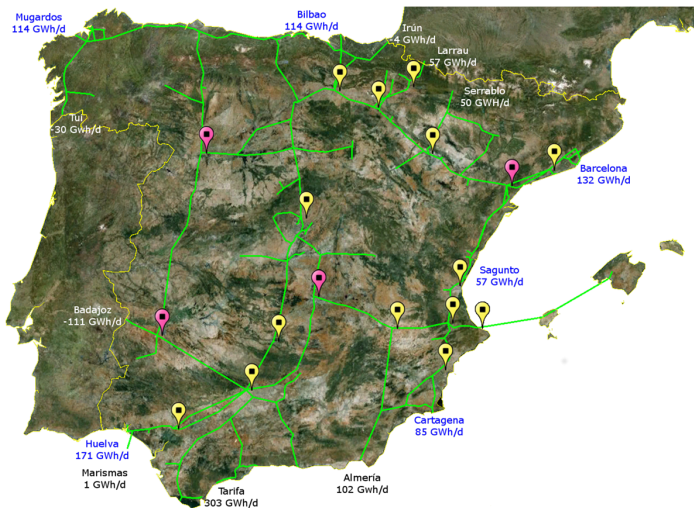 Mugardos
114 GWh/d
Bilbao
114 GWh/d
Irún
-4 GWh/d
Larrau
57 GWh/d
Serrablo
50 GWH/d
Tui
-30 Gwh/d
Barcelona
132 GWh/d
Sagunto
57 GWh/d
Badajoz
-111 GWh/d
Cartagena
85 GWh/d
Huelva
171 GWh/d
Marismas
1 GWh/d
Almería
102 Gwh/d
Tarifa
303 GWh/d